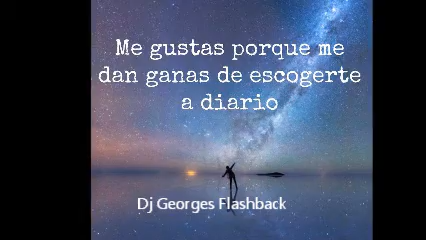 Me gustas porque me
dan ganas de escogerte
a diario
Dj Georges Flashback